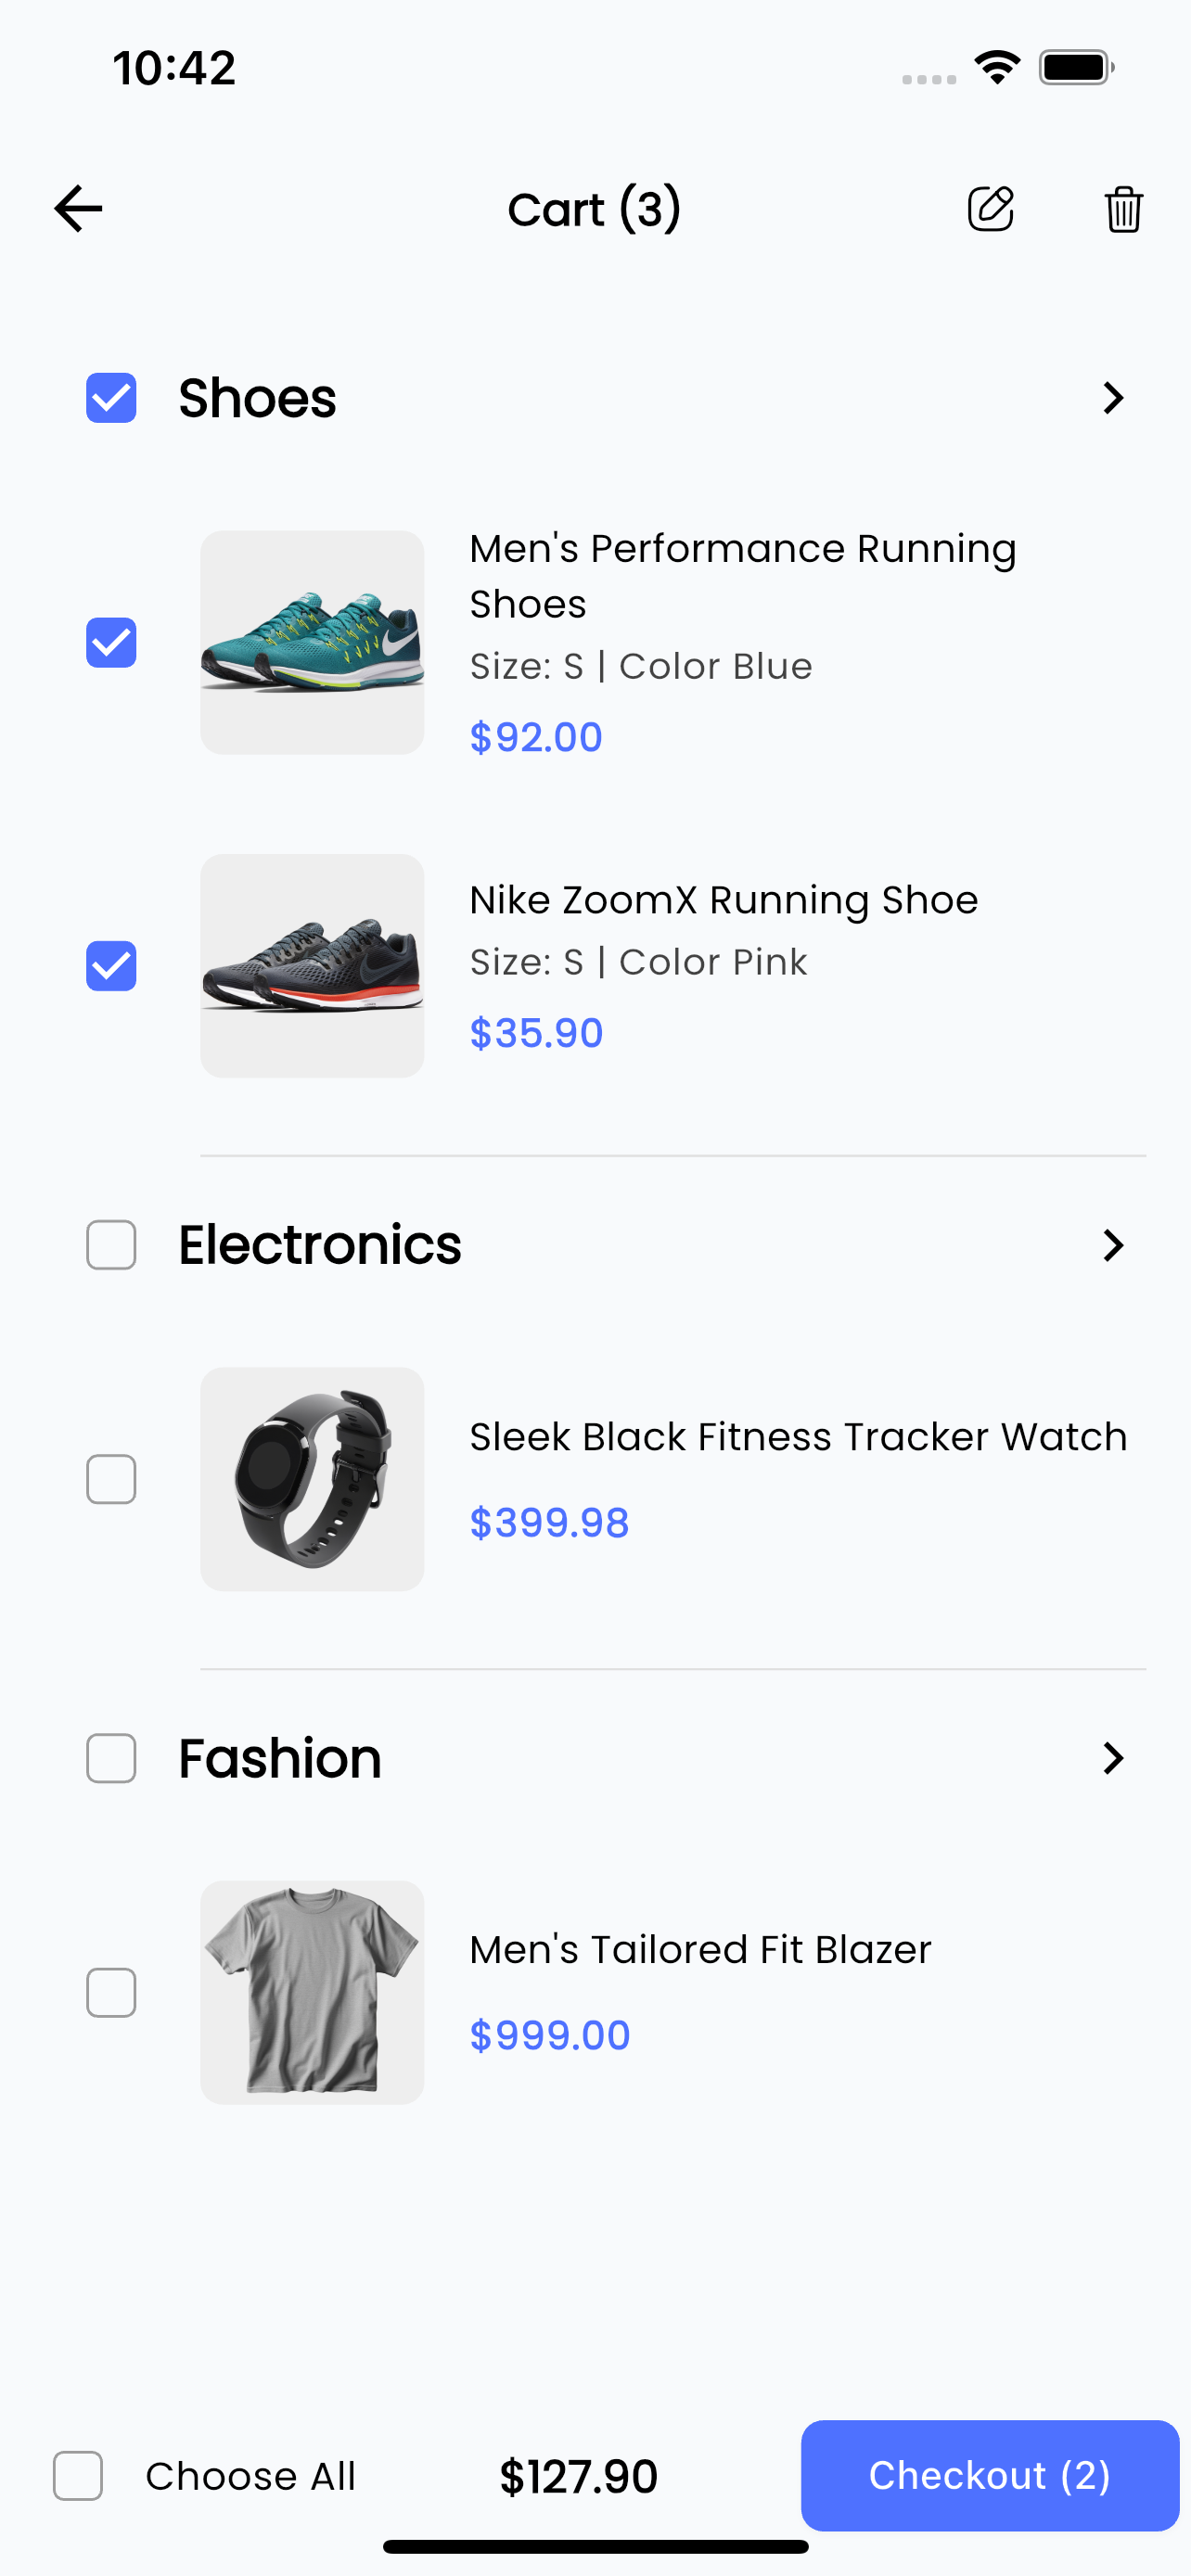 10:42
Cart (3)
Shoes
Men's Performance Running
Shoes
Size: S | Color Blue
$92.00
Nike ZoomX Running Shoe
Size: S | Color Pink
$35.90
Electronics
Sleek Black Fitness Tracker Watch
$399.98
Fashion
Men's Tailored Fit Blazer
$999.00
Choose All
$127.90
Checkout (2)